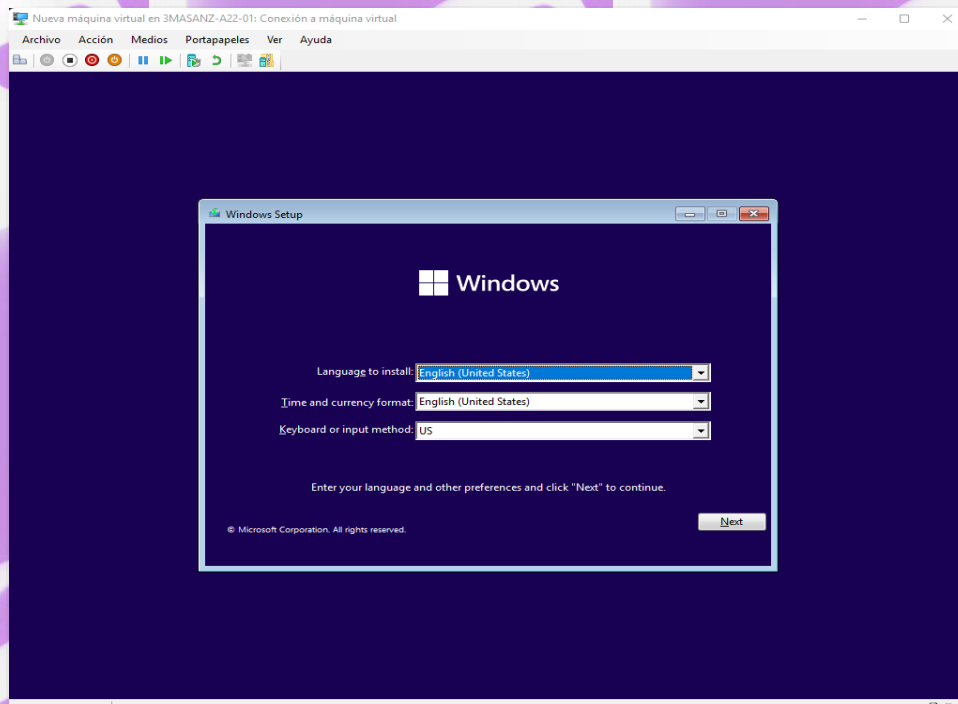 Nueva máquina virtual en 3MASANZ-A22-01: Conexión a máquina virtual
Archivo Acción Medios Portapapeles Ver Ayuda
Windows Setup
Windows
Language to install: English (United States)
Time and currency format: English (United States)
Keyboard or input method: US
Enter your language and other preferences and click "Next" to continue.
© Microsoft Corporation. All rights reserved.
Next